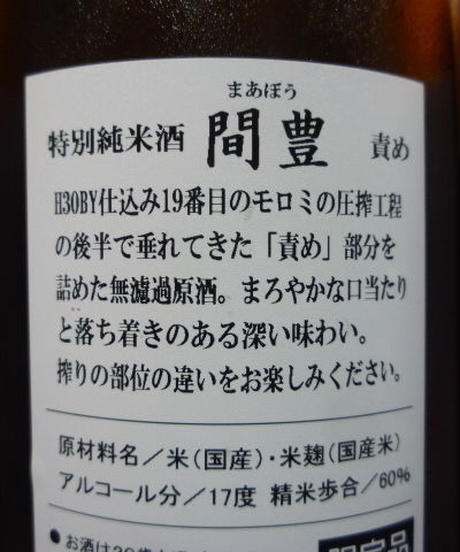 まあぼう
特別純米酒 間豊 責め
H30BY仕込み19番目のモロミの圧搾工程
の後半で垂れてきた「責め」部分を
詰めた無濾過原酒。まろやかな口当たり
と落ち着きのある深い味わい。
搾りの部位の違いをお楽しみください。
原材料名／米(国産)・米麹(国産米)
アルコール分／17度 精米歩合／60%
●お酒は20歳